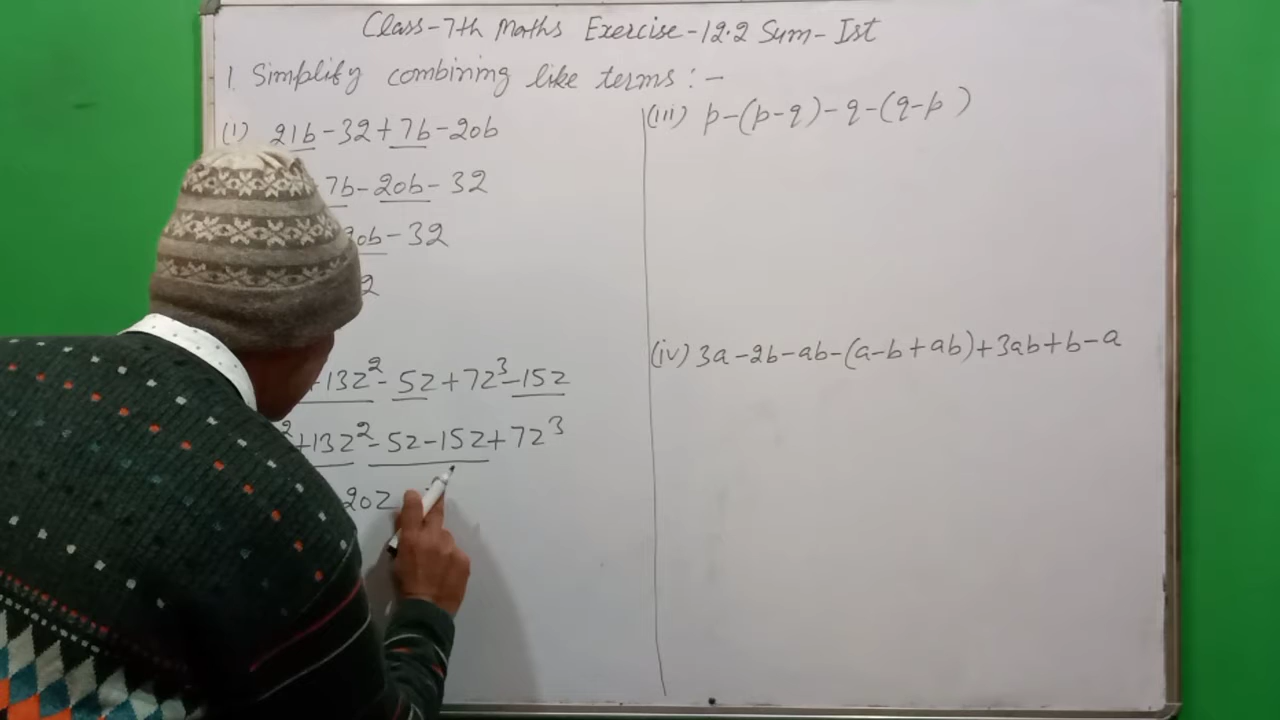 Class-7th Maths Exercise-12.2 Sum-Ist
1. Simplify combining like terms:-
(i) 21b-32+7b-20b
7b-20b-32
20b-32
2
+13z²-5z+7z³-15z
²+13z²-5z-15z+7z³
20z
(iii) p-(p-q)-q-(q-p)
(iv) 3a-2b-ab-(a-b+ab)+3ab+b-a